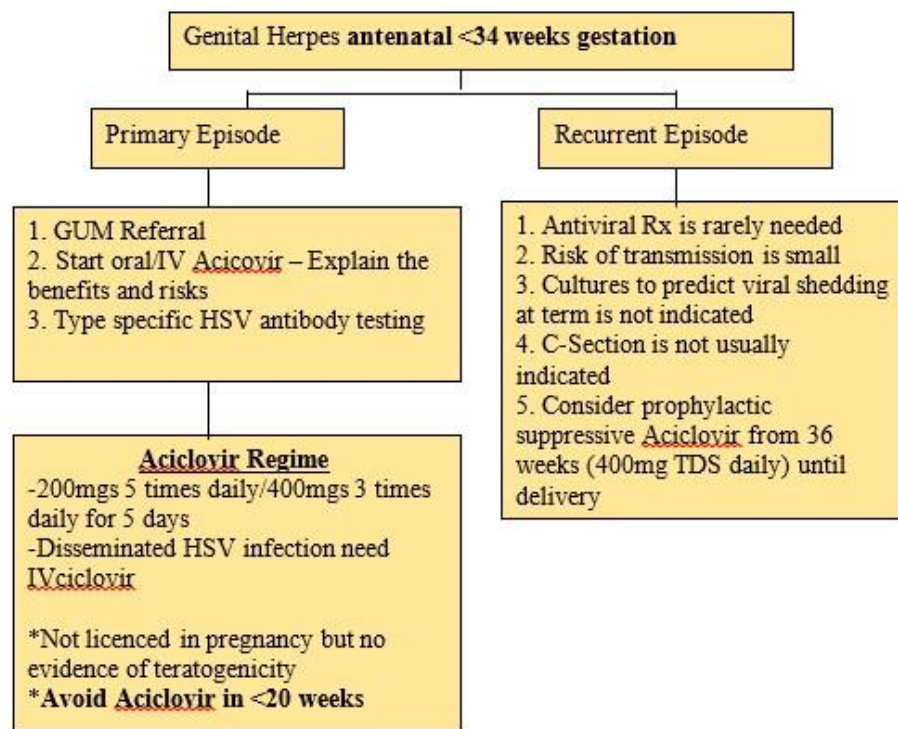 Genital Herpes antenatal <34 weeks gestation
Primary Episode
Recurrent Episode
1. GUM Referral
2. Start oral/IV Acicovir – Explain the
benefits and risks
3. Type specific HSV antibody testing
1. Antiviral Rx is rarely needed
2. Risk of transmission is small
3. Cultures to predict viral shedding
at term is not indicated
4. C-Section is not usually
indicated
5. Consider prophylactic
suppressive Aciclovir from 36
weeks (400mg TDS daily) until
delivery
Aciclovir Regime
-200mgs 5 times daily/400mgs 3 times
daily for 5 days
-Disseminated HSV infection need
IVciclovir
*Not licenced in pregnancy but no
evidence of teratogenicity
*Avoid Aciclovir in <20 weeks